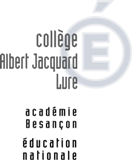 collège
Albert Jacquard
Lure
académie
Besançon
éducation
nationale